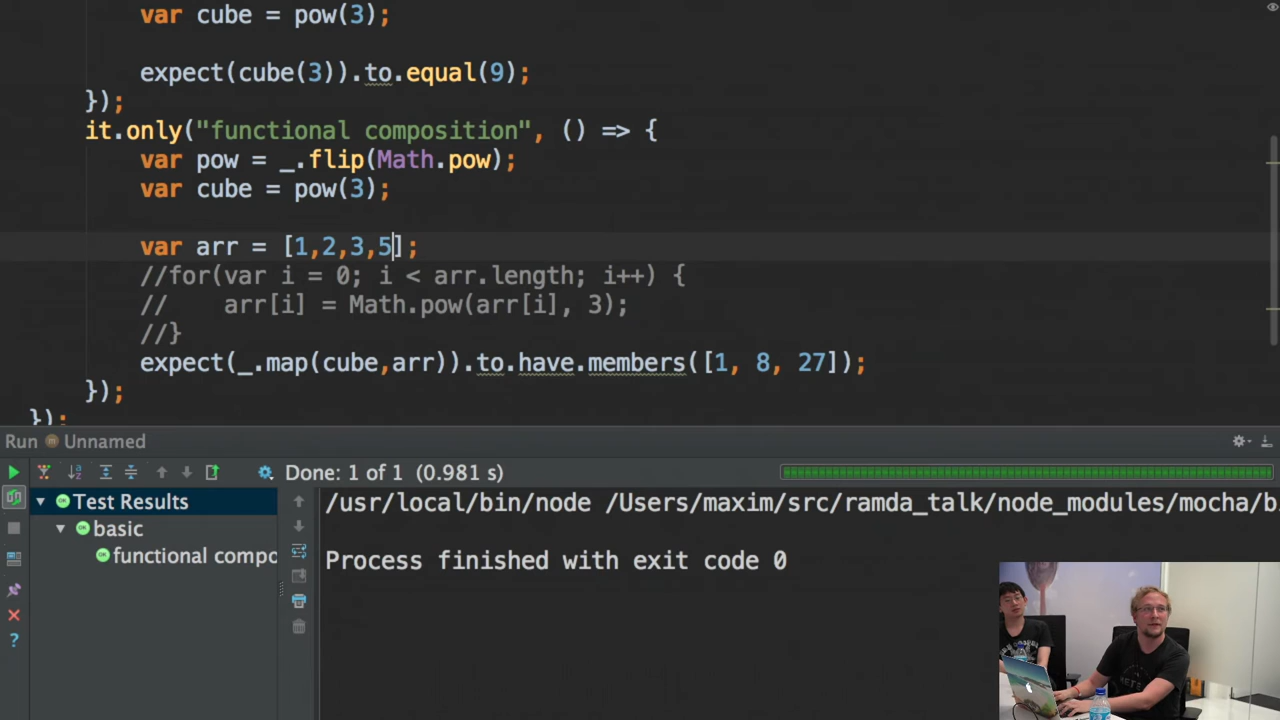 var cube = pow(3);
expect(cube(3)).to.equal(9);
});
it.only("functional composition", () => {
var pow = _.flip(Math.pow);
var cube = pow(3);
var arr = [1,2,3,5];
//for(var i = 0; i < arr.length; i++) {
//    arr[i] = Math.pow(arr[i], 3);
//}
expect(_.map(cube,arr)).to.have.members([1, 8, 27]);
});
});
Run m Unnamed
Done: 1 of 1 (0.981 s)
OK Test Results
/usr/local/bin/node /Users/maxim/src/ramda_talk/node_modules/mocha/bi
OK basic
OK functional compo
Process finished with exit code 0